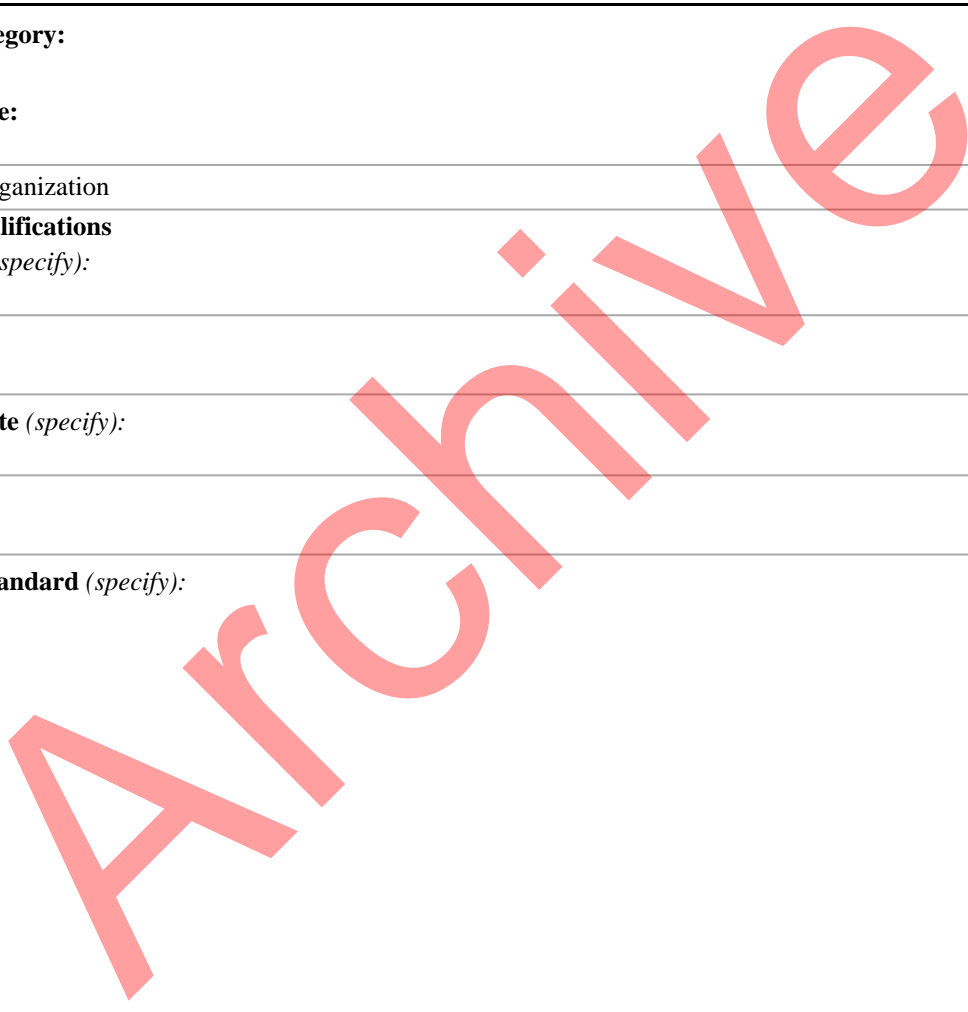 egory:
e:
ganization
lifications
specify):
te (specify):
andard (specify):
Archive